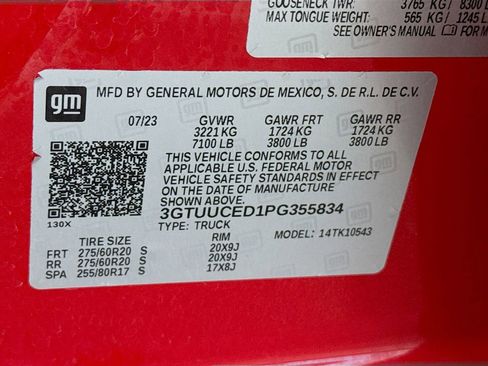 GOOSENECK TWR: 3765 KG/ 8300
MAX TONGUE WEIGHT: 565 KG / 1245 L
SEE OWNER'S MANUAL FOR M
gm
MFD BY GENERAL MOTORS DE MEXICO, S. DE R.L. DE C.V.
07/23 GVWR GAWR FRT GAWR RR
3221 KG 1724 KG 1724 KG
7100 LB 3800 LB 3800 LB
THIS VEHICLE CONFORMS TO ALL
APPLICABLE U.S. FEDERAL MOTOR
VEHICLE SAFETY STANDARDS IN EFFECT
ON THE DATE OF MANUFACTURE
SHOWN ABOVE.
3GTUUCED1PG355834
TYPE: TRUCK MODEL: 14TK10543
130X
TIRE SIZE RIM
FRT 275/60R20 S 20X9J
RR 275/60R20 S 20X9J
SPA 255/80R17 S 17X8J